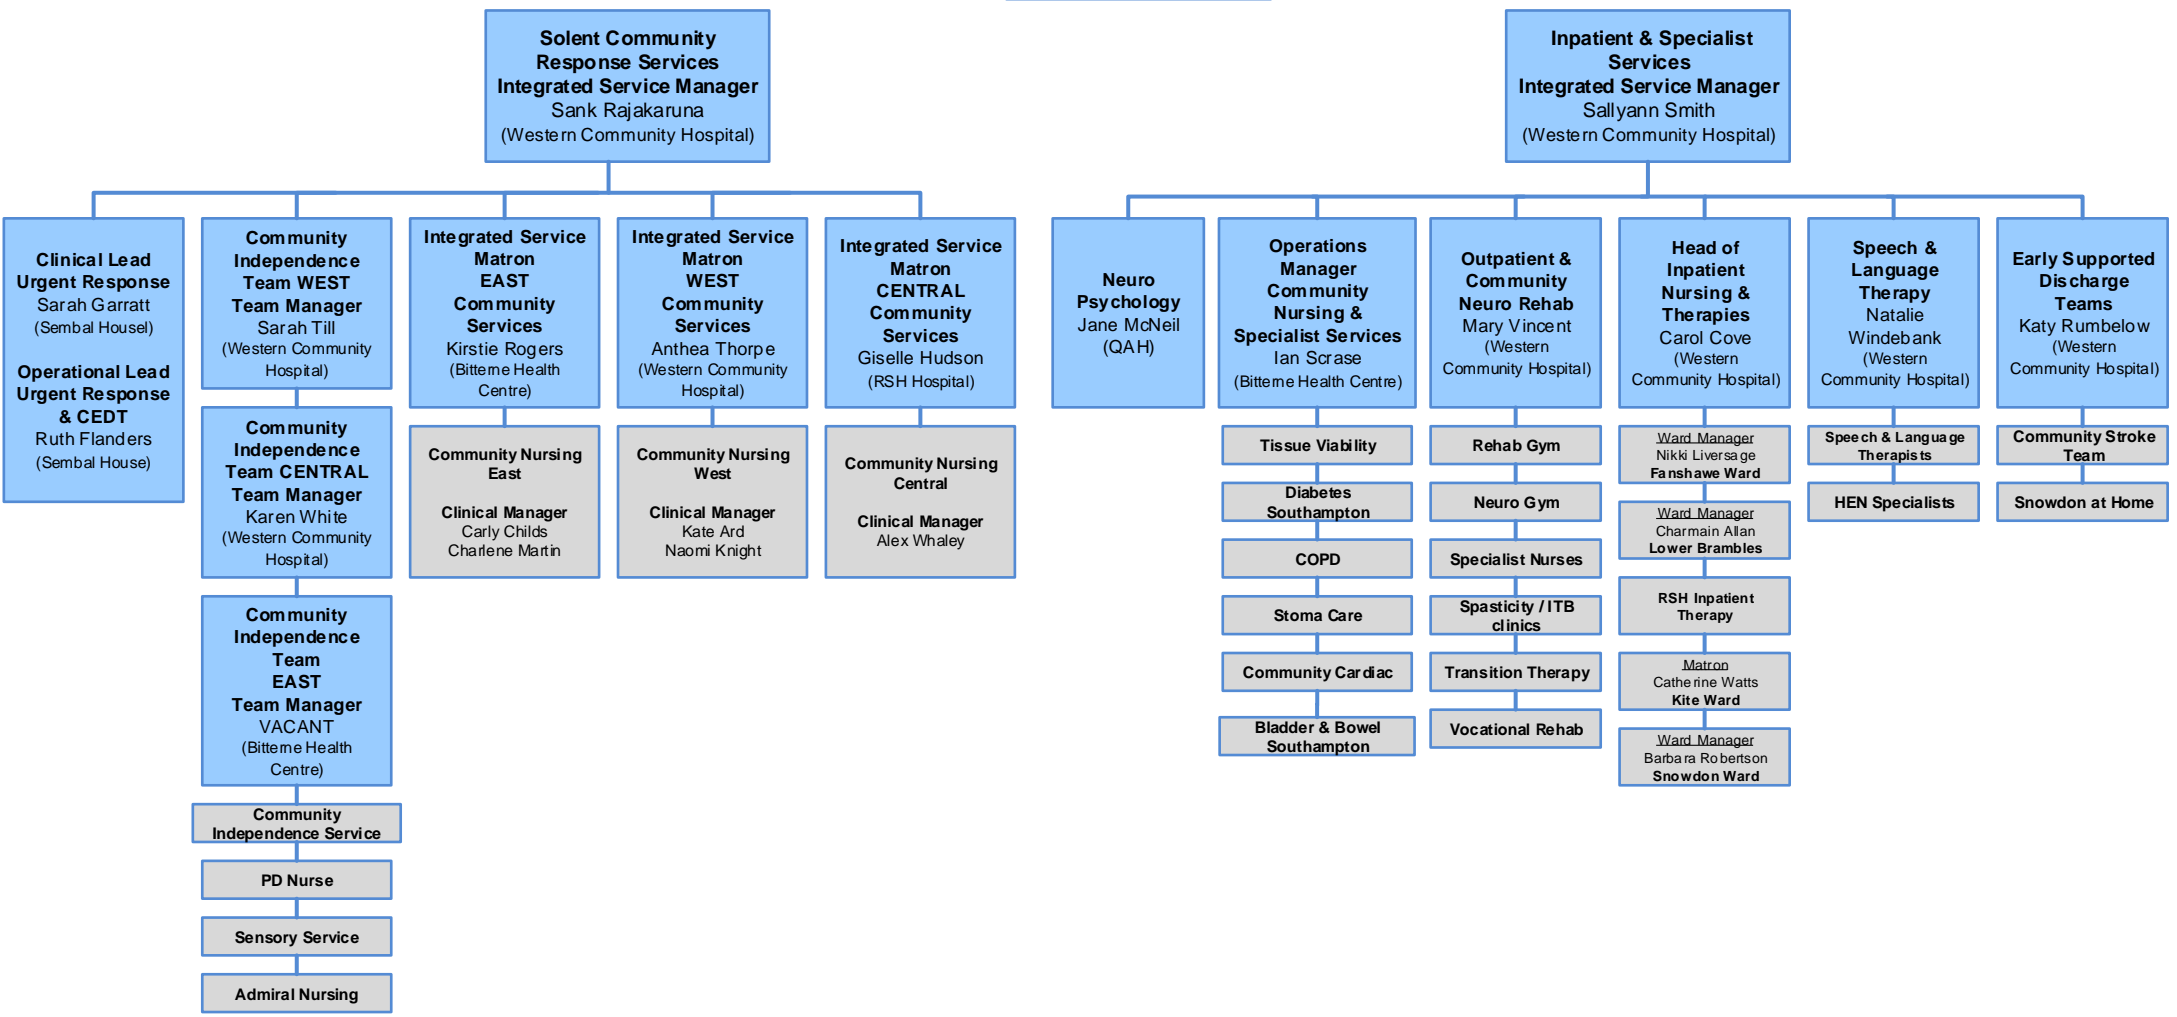 Solent Community
Response Services
Integrated Service Manager
Sank Rajakaruna
(Western Community Hospital)
Inpatient & Specialist
Services
Integrated Service Manager
Sallyann Smith
(Western Community Hospital)
Clinical Lead
Urgent Response
Sarah Garratt
(Sembal Housel)
Operational Lead
Urgent Response
& CEDT
Ruth Flanders
(Sembal House)
Community
Independence
Team WEST
Team Manager
Sarah Till
(Western Community
Hospital)
Community
Independence
Team CENTRAL
Team Manager
Karen White
(Western Community
Hospital)
Community
Independence
Team
EAST
Team Manager
VACANT
(Bitterne Health
Centre)
Community
Independence Service
PD Nurse
Sensory Service
Admiral Nursing
Integrated Service
Matron
EAST
Community
Services
Kirstie Rogers
(Bitterne Health
Centre)
Community Nursing
East
Clinical Manager
Carly Childs
Charlene Martin
Integrated Service
Matron
WEST
Community
Services
Anthea Thorpe
(Western Community
Hospital)
Community Nursing
West
Clinical Manager
Kate Ard
Naomi Knight
Integrated Service
Matron
CENTRAL
Community
Services
Giselle Hudson
(RSH Hospital)
Community Nursing
Central
Clinical Manager
Alex Whaley
Neuro
Psychology
Jane McNeil
(QAH)
Operations
Manager
Community
Nursing &
Specialist Services
Ian Scrase
(Bitterne Health Centre)
Tissue Viability
Diabetes
Southampton
COPD
Stoma Care
Community Cardiac
Bladder & Bowel
Southampton
Outpatient &
Community
Neuro Rehab
Mary Vincent
(Western
Community Hospital)
Rehab Gym
Neuro Gym
Specialist Nurses
Spasticity / ITB
clinics
Transition Therapy
Vocational Rehab
Head of
Inpatient
Nursing &
Therapies
Carol Cove
(Western
Community Hospital)
Ward Manager
Nikki Liversage
Fanshawe Ward
Ward Manager
Charmain Allan
Lower Brambles
RSH Inpatient
Therapy
Matron
Catherine Watts
Kite Ward
Ward Manager
Barbara Robertson
Snowdon Ward
Speech &
Language
Therapy
Natalie
Windebank
(Western
Community Hospital)
Speech & Language
Therapists
HEN Specialists
Early Supported
Discharge
Teams
Katy Rumbelow
(Western
Community Hospital)
Community Stroke
Team
Snowdon at Home